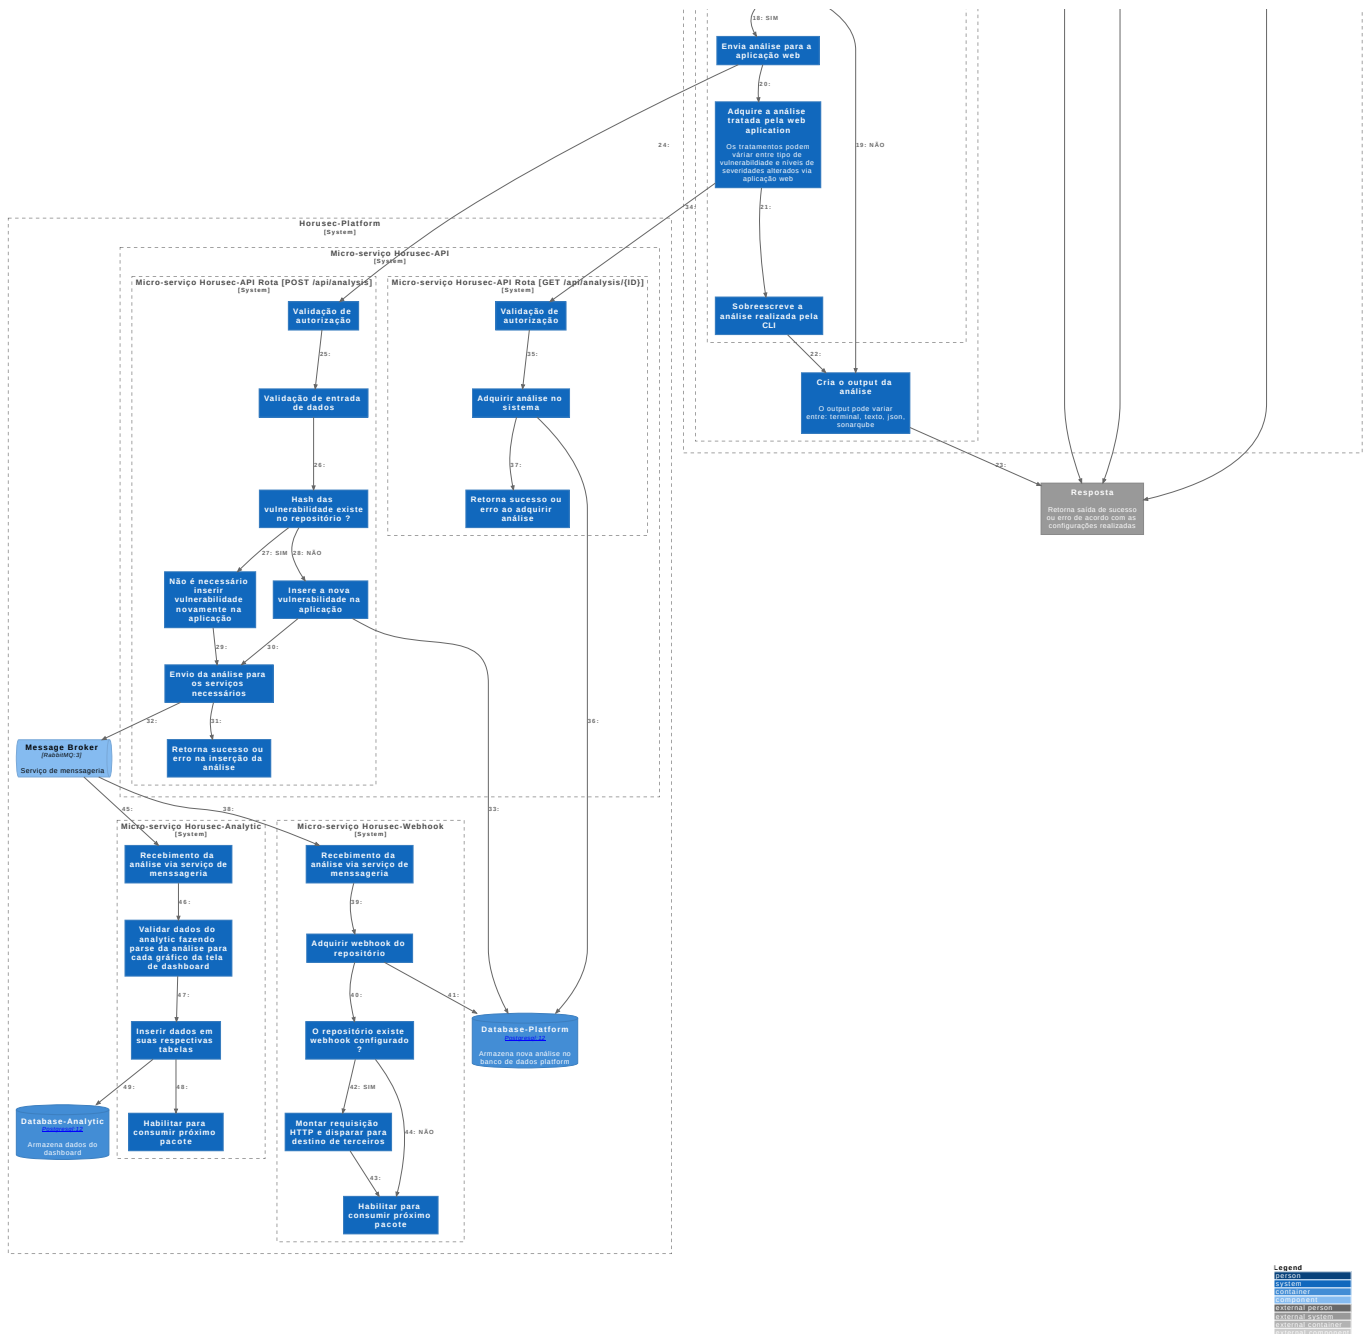 18: SIM
Envia análise para a
aplicação web
20:
Adquire a análise
tratada pela web
aplication
Os tratamentos podem
váriar entre tipo de
vulnerabildiade e níveis de
severidades alterados via
aplicação web
24:
19: NÃO
34:
21:
Horusec-Platform
[System]
Micro-serviço Horusec-API
[System]
Micro-serviço Horusec-API Rota [POST /api/analysis]
[System]
Micro-serviço Horusec-API Rota [GET /api/analysis/{ID}]
[System]
Validação de
autorização
Validação de
autorização
Sobreescreve a
análise realizada pela
CLI
25:
35:
22:
Validação de entrada
de dados
Adquirir análise no
sistema
Cria o output da
análise
O output pode variar
entre: terminal, texto, json,
sonarqube
26:
37:
23:
Hash das
vulnerabilidade existe
no repositório ?
Retorna sucesso ou
erro ao adquirir
análise
Resposta
Retorna saída de sucesso
ou erro de acordo com as
configurações realizadas
27: SIM
28: NÃO
Não é necessário
inserir
vulnerabilidade
novamente na
aplicação
Insere a nova
vulnerabilidade na
aplicação
29:
30:
Envio da análise para
os serviços
necessários
32:
31:
36:
Message Broker
[RabbitMQ:3]
Serviço de menssageria
Retorna sucesso ou
erro na inserção da
análise
45:
38:
33:
Micro-serviço Horusec-Analytic
[System]
Micro-serviço Horusec-Webhook
[System]
Recebimento da
análise via serviço de
menssageria
Recebimento da
análise via serviço de
menssageria
46:
39:
Validar dados do
analytic fazendo
parse da análise para
cada gráfico da tela
de dashboard
Adquirir webhook do
repositório
47:
40:
41:
Inserir dados em
suas respectivas
tabelas
O repositório existe
webhook configurado
?
Database-Platform
Postgresql:12
Armazena nova análise no
banco de dados platform
49:
48:
42: SIM
Database-Analytic
Postgresql:12
Armazena dados do
dashboard
Habilitar para
consumir próximo
pacote
Montar requisição
HTTP e disparar para
destino de terceiros
44: NÃO
43:
Habilitar para
consumir próximo
pacote
Legend
person
system
container
component
external person
external system
external container
external component